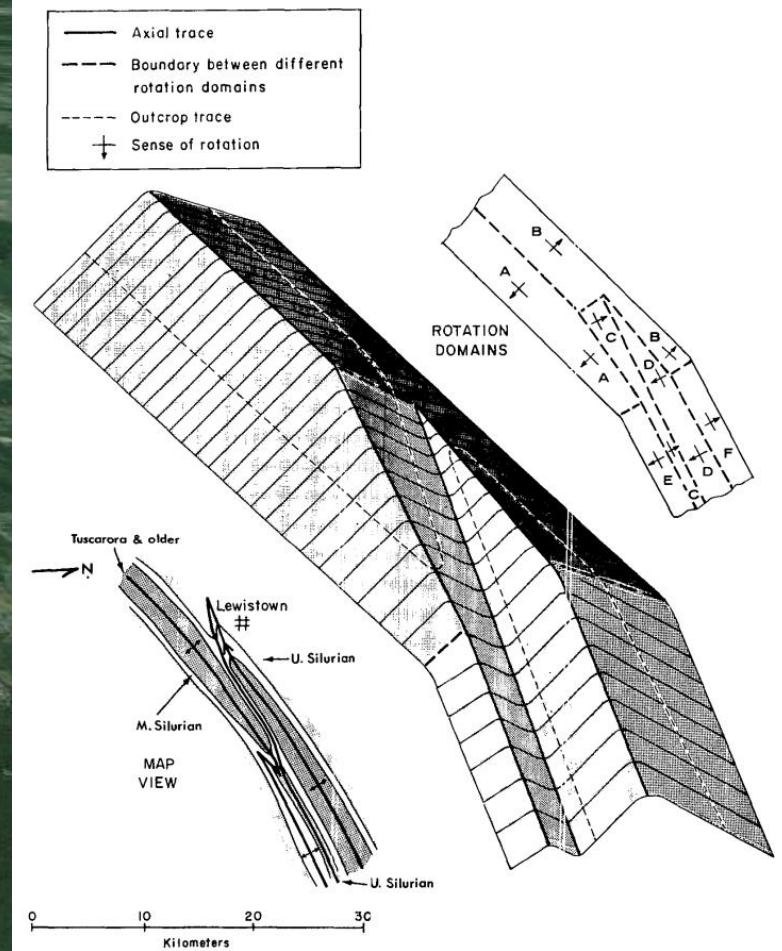 Axial trace
Boundary between different
rotation domains
Outcrop trace
Sense of rotation
B
A
ROTATION
DOMAINS
C
B
D
A
F
E
D
C
Tuscarora & older
N
Lewistown
U. Silurian
M. Silurian
MAP
VIEW
U. Silurian
0 10 20 30
Kilometers